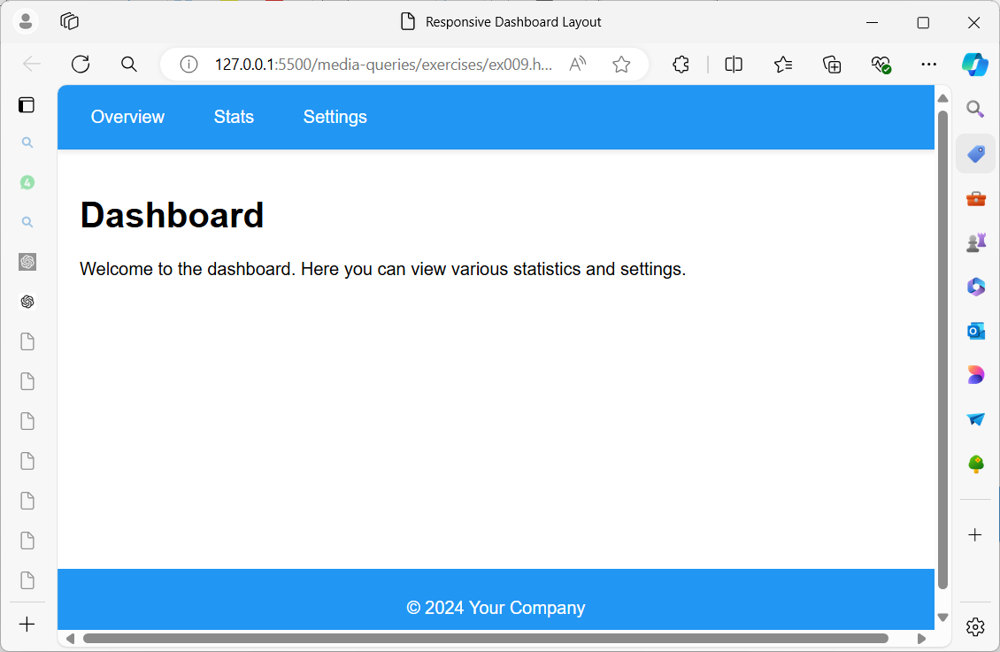 Responsive Dashboard Layout
127.0.0.1:5500/media-queries/exercises/ex009.h...
Overview Stats Settings
Dashboard
Welcome to the dashboard. Here you can view various statistics and settings.
© 2024 Your Company